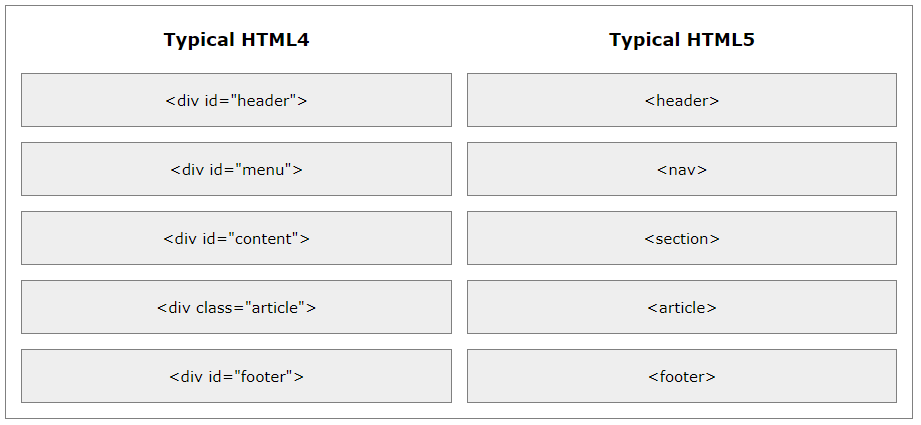 Typical HTML4 Typical HTML5
<div id="header"> <header>
<div id="menu"> <nav>
<div id="content"> <section>
<div class="article"> <article>
<div id="footer"> <footer>